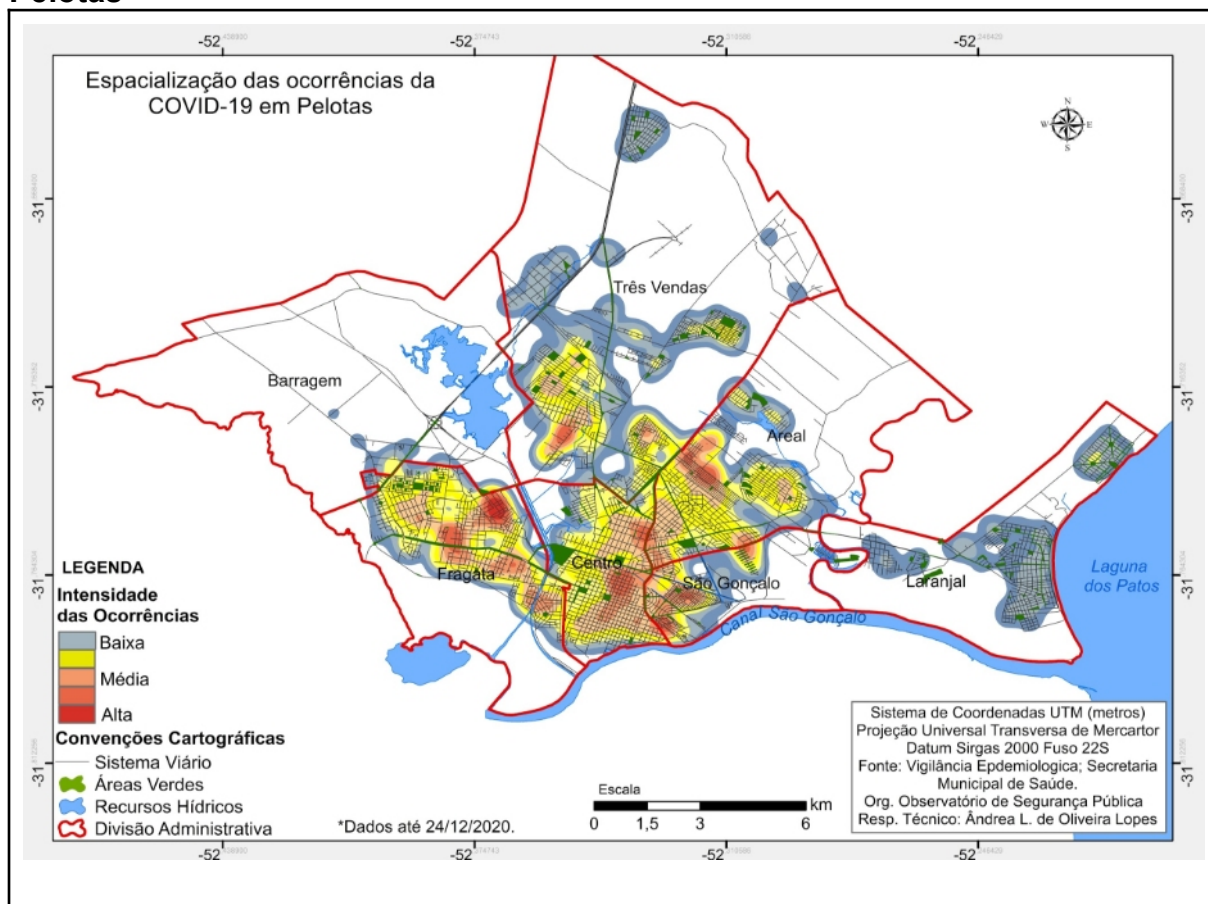 Espacialização das ocorrências da
COVID-19 em Pelotas
-52
-52
-52
-52
N
W
E
S
-31
-31
-31
-31
-31
-31
-31
-31
Três Vendas
Barragem
Areal
Centro
Fragata
São Gonçalo
Laranjal
Laguna
dos Patos
Canal São Gonçalo
LEGENDA
Intensidade
das Ocorrências
Baixa
Média
Alta
Convenções Cartográficas
Sistema Viário
Áreas Verdes
Recursos Hídricos
Divisão Administrativa
*Dados até 24/12/2020.
Escala
km
0 1,5 3 6
Sistema de Coordenadas UTM (metros)
Projeção Universal Transversa de Mercartor
Datum Sirgas 2000 Fuso 22S
Fonte: Vigilância Epdemiologica; Secretaria
Municipal de Saúde.
Org. Observatório de Segurança Pública
Resp. Técnico: Ândrea L. de Oliveira Lopes
-52
-52
-52
-52